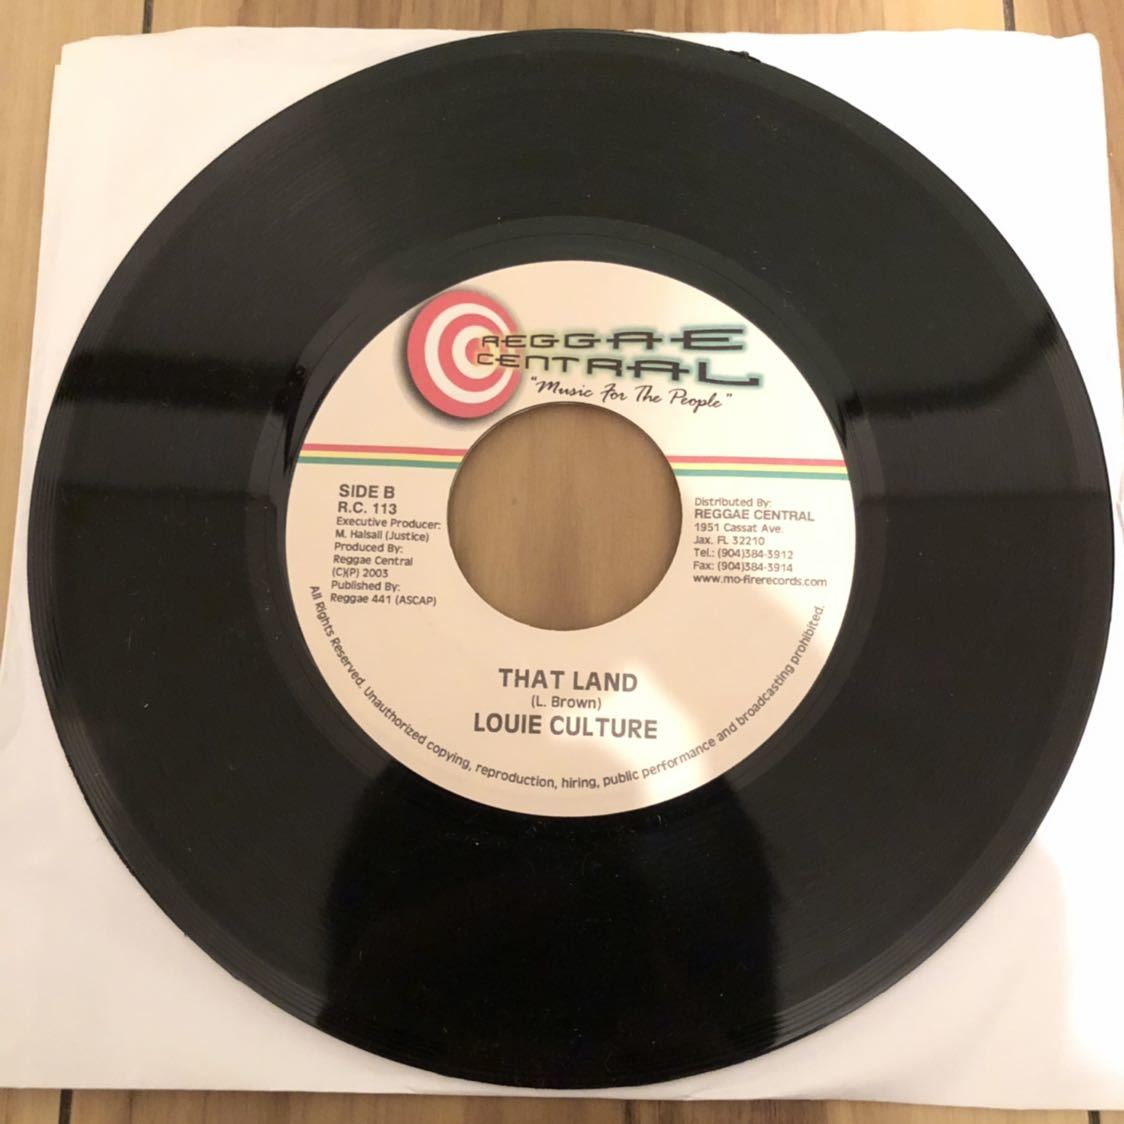 REGGAE
CENTRAL
"Music For The People"
SIDE B
R.C. 113
Executive Producer:
M. Halsall (Justice)
Produced By:
Reggae Central
(C)(P) 2003
Published By:
Reggae 441 (ASCAP)
Distributed By:
REGGAE CENTRAL
1951 Cassat Ave.
Jax. FL 32210
Tel.: (904)384-3912
Fax: (904)384-3914
www.mo-firerecords.com
THAT LAND
(L. Brown)
LOUIE CULTURE
All Rights Reserved. Unauthorized copying, reproduction, hiring, public performance and broadcasting prohibited.